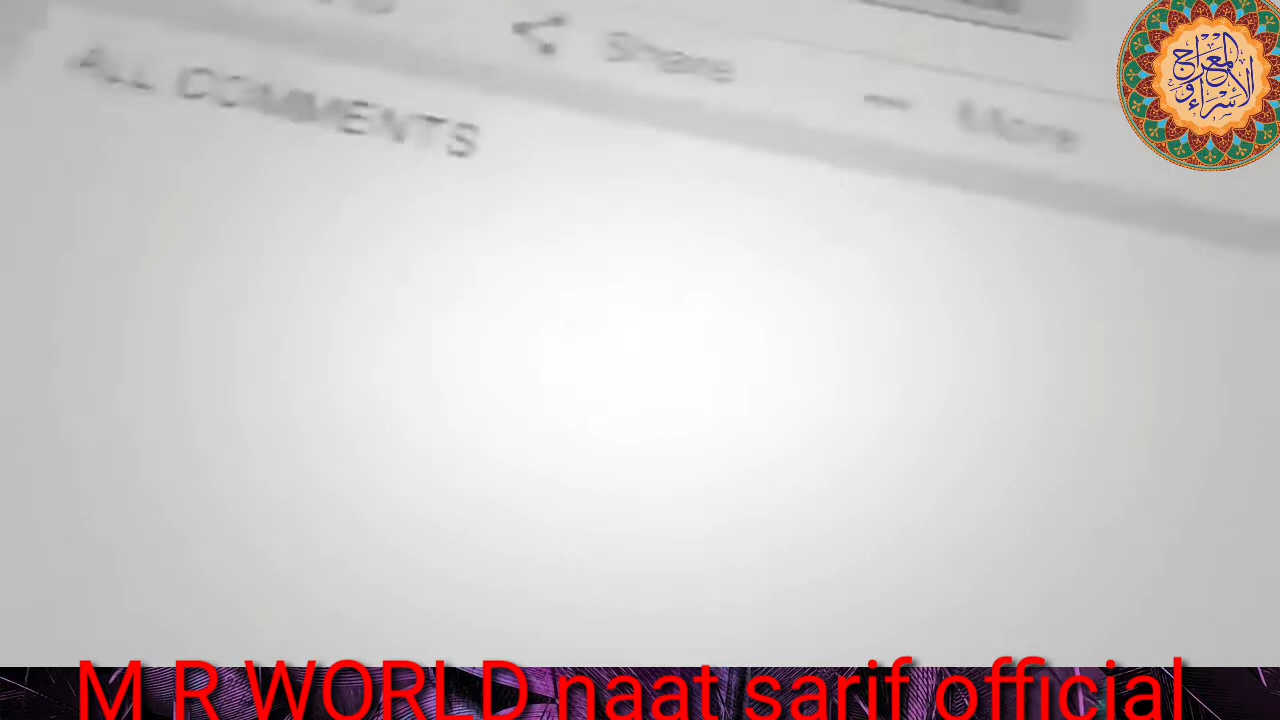 Share
More
ALL COMMENTS
الإسراء و
المعراج
M R WORLD naat sarif official